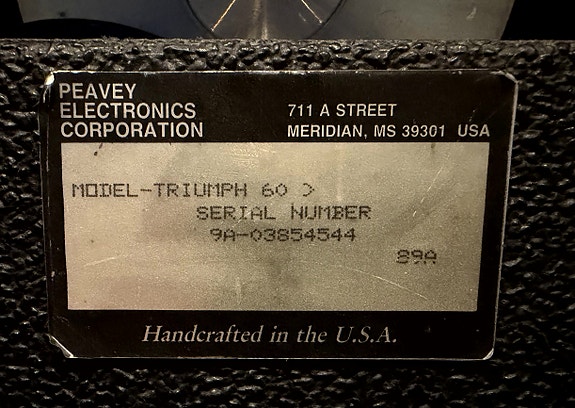 PEAVEY
ELECTRONICS
CORPORATION
711 A STREET
MERIDIAN, MS 39301 USA
MODEL-TRIUMPH 60 >
SERIAL NUMBER
9A-03854544
89A
Handcrafted in the U.S.A.